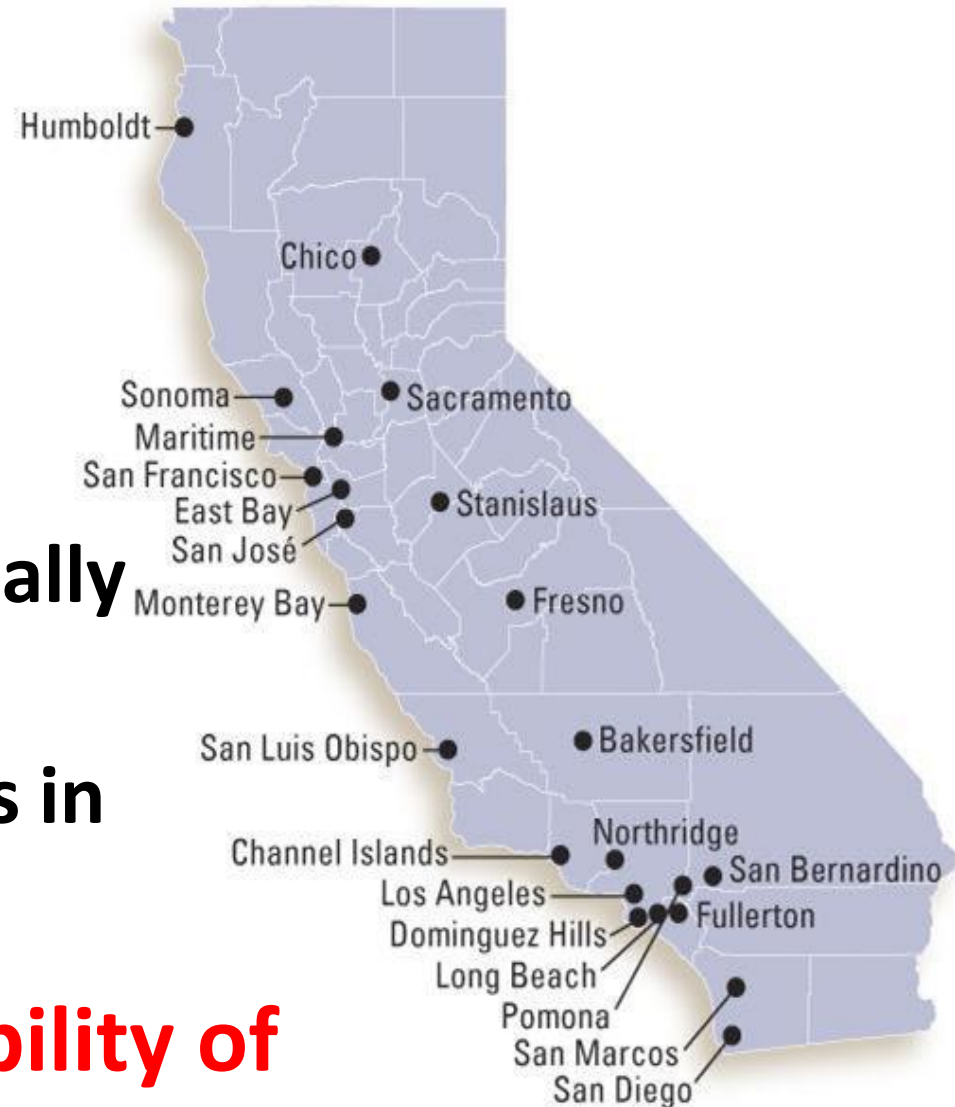 Humboldt
Chico
Sonoma
Sacramento
Maritime
San Francisco
East Bay
Stanislaus
San José
ally
Monterey Bay
Fresno
San Luis Obispo
Bakersfield
s in
Northridge
Channel Islands
San Bernardino
Los Angeles
Fullerton
Dominguez Hills
Long Beach
Pomona
bility of
San Marcos
San Diego